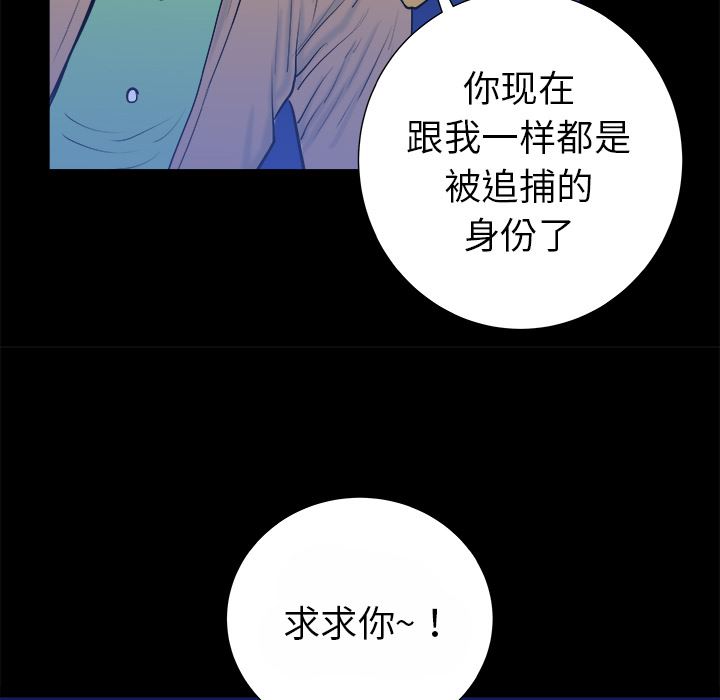 你现在
跟我一样都是
被追捕的
身份了
求求你~！